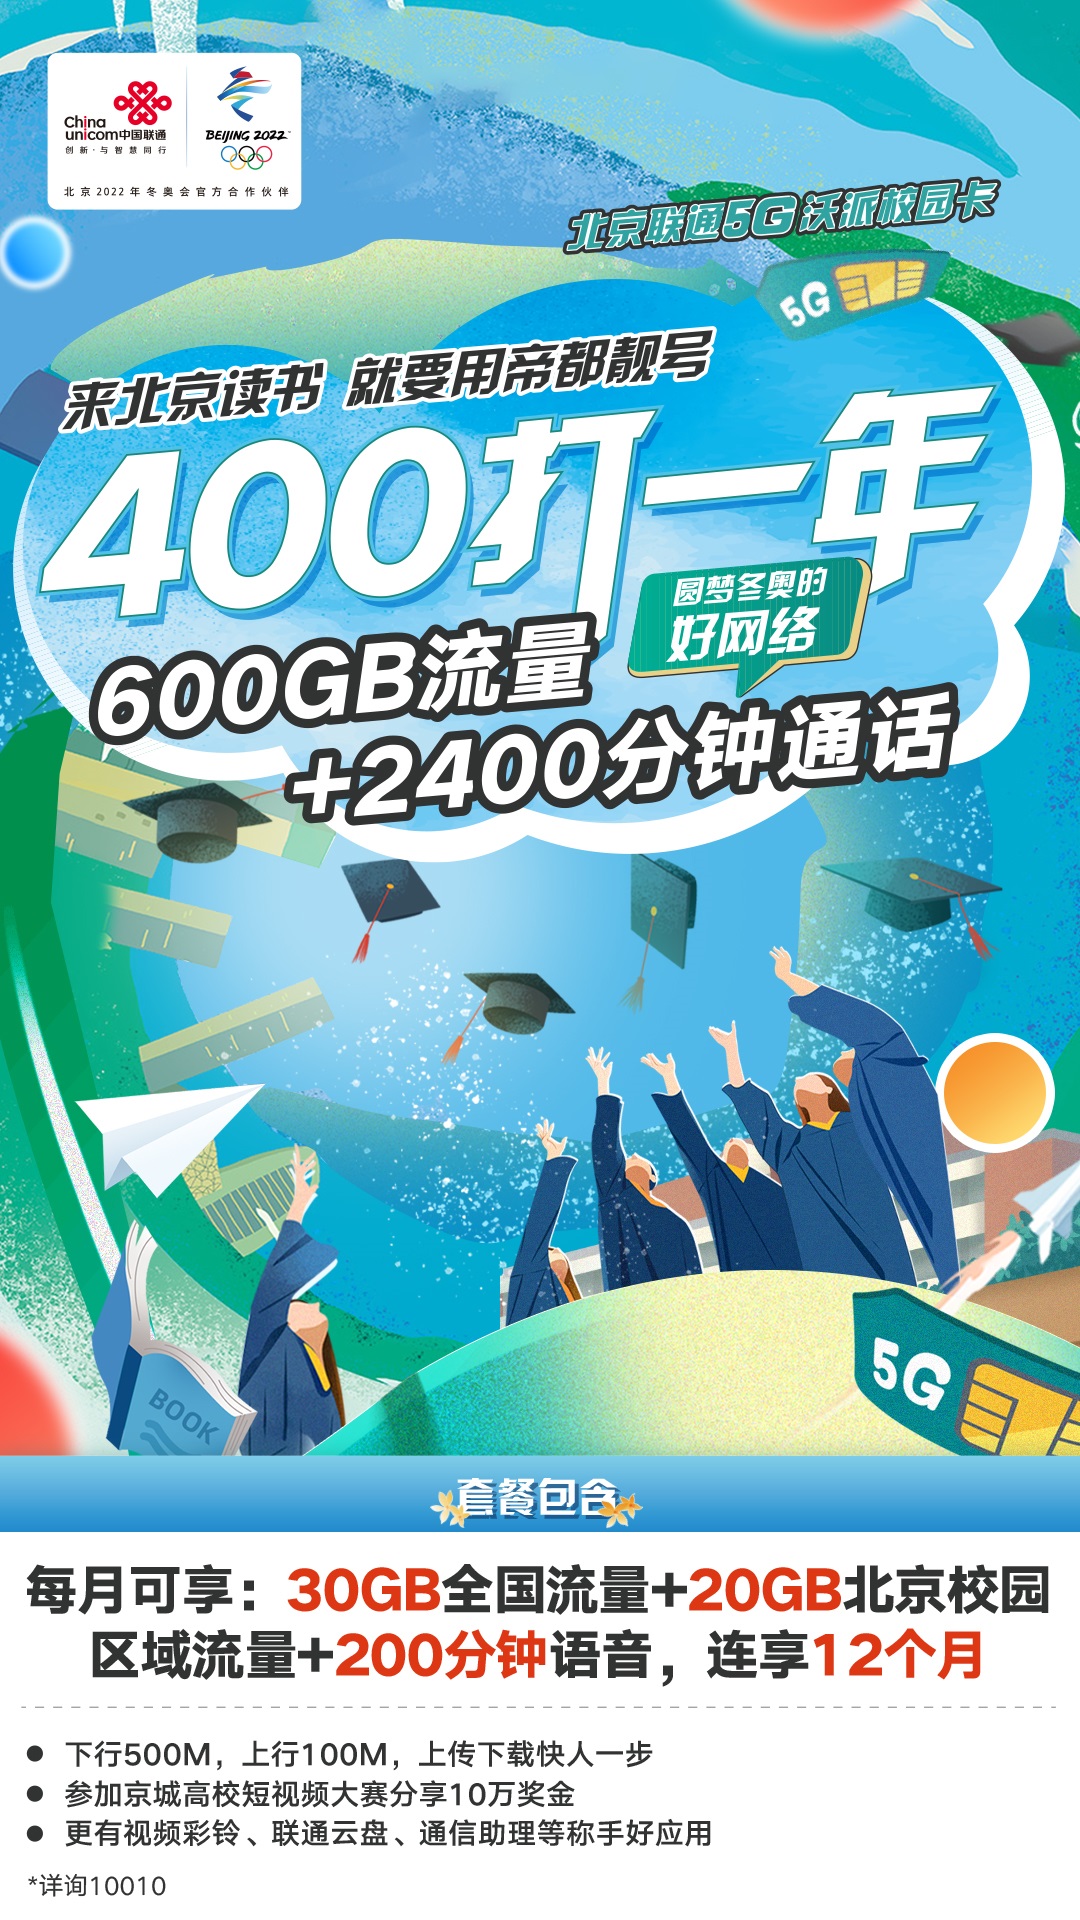 China
unicom中国联通
创新·与智慧同行
BEIJING 2022
北京2022年冬奥会官方合作伙伴
北京联通5G沃派校园卡
5G
来北京读书 就要用帝都靓号
400打一年
圆梦冬奥的
好网络
600GB流量
+2400分钟通话
BOOK
5G
套餐包含
每月可享：30GB全国流量+20GB北京校园
区域流量+200分钟语音，连享12个月
● 下行500M，上行100M，上传下载快人一步
● 参加京城高校短视频大赛分享10万奖金
● 更有视频彩铃、联通云盘、通信助理等称手好应用
*详询10010